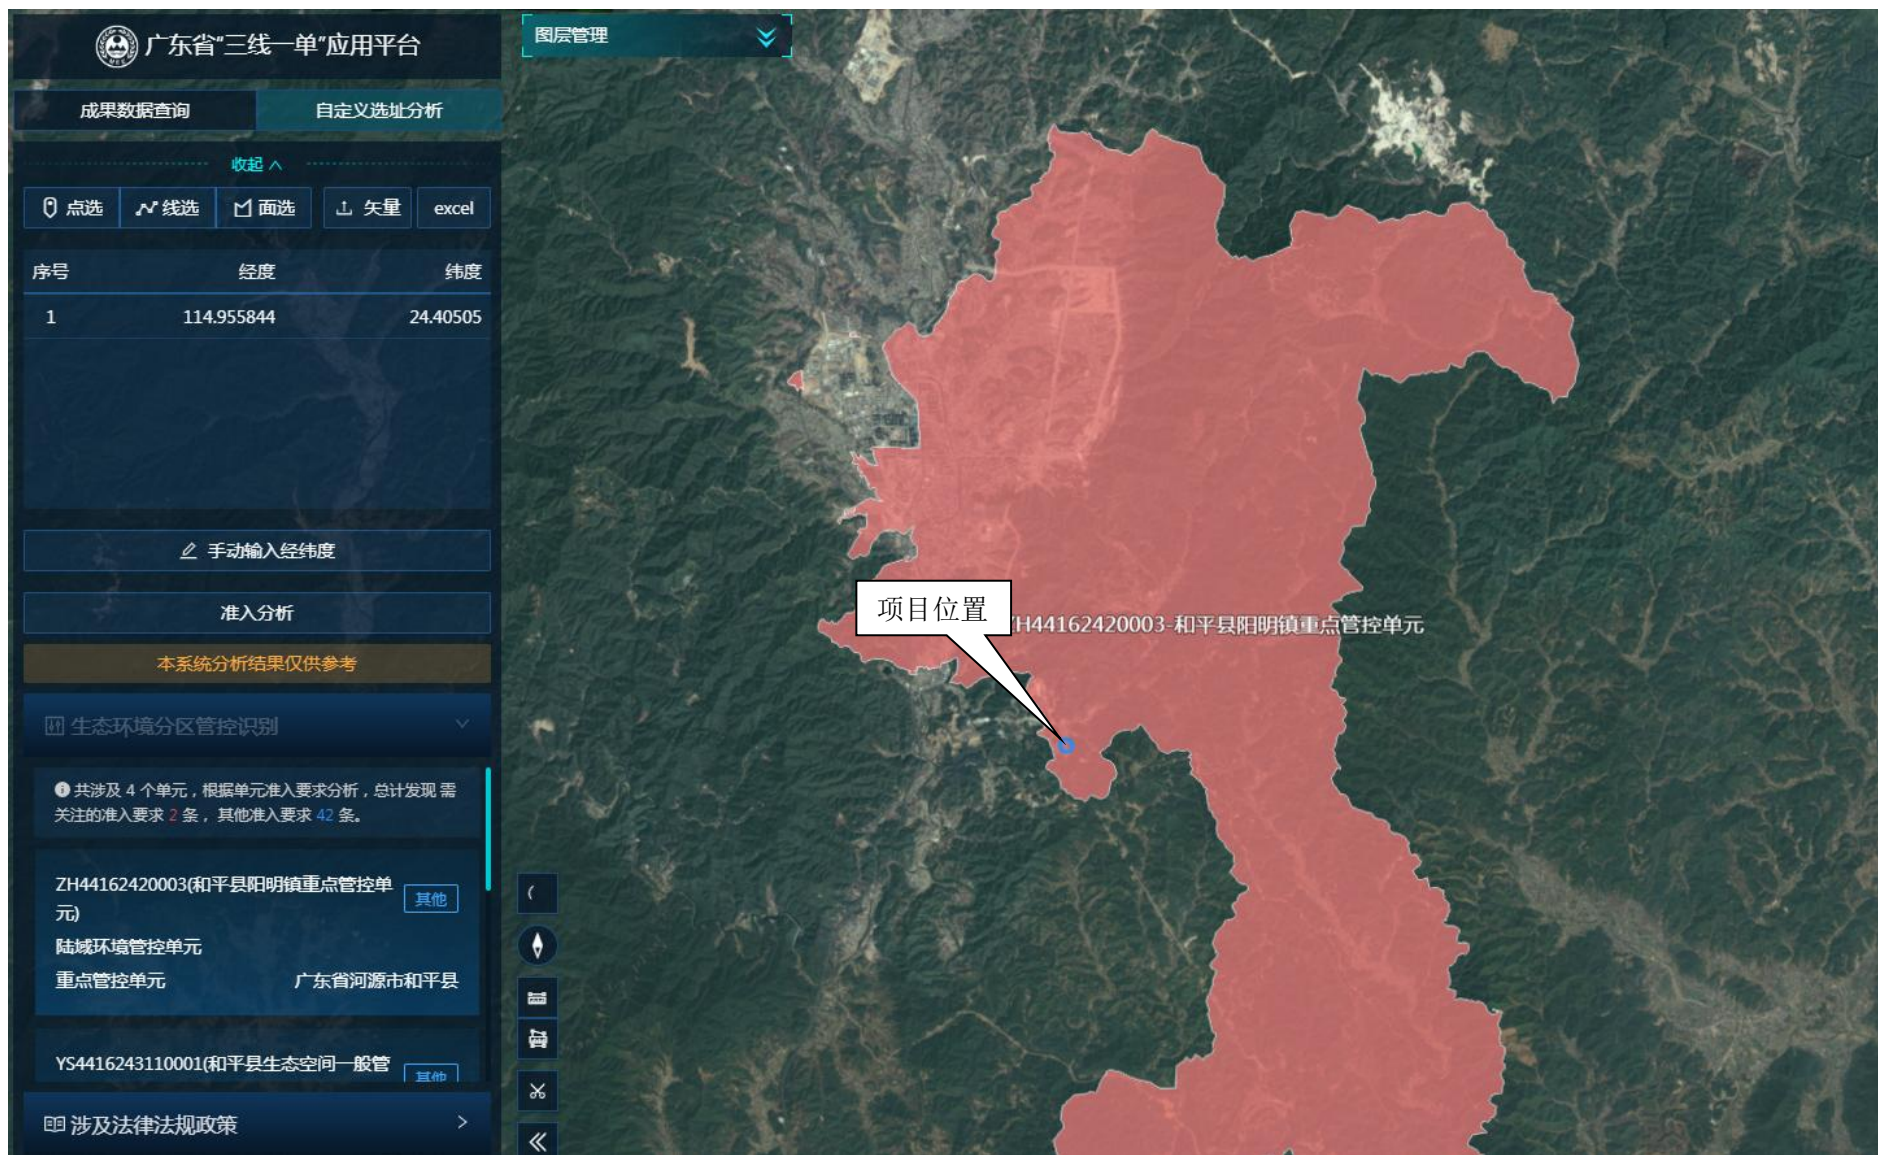 广东省“三线一单”应用平台
成果数据查询 自定义选址分析
收起
点选 线选 面选 矢量 excel
序号 经度 纬度
1 114.955844 24.40505
手动输入经纬度
准入分析
本系统分析结果仅供参考
生态环境分区管控识别
共涉及 4 个单元，根据单元准入要求分析，总计发现 需
关注的准入要求 2 条， 其他准入要求 42 条。
ZH44162420003(和平县阳明镇重点管控单
元)
其他
陆域环境管控单元
重点管控单元 广东省河源市和平县
YS4416243110001(和平县生态空间一般管
其他
涉及法律法规政策
图层管理
项目位置
ZH44162420003-和平县阳明镇重点管控单元